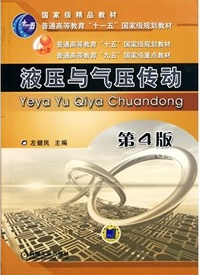 国家级精品教材
普通高等教育“十一五”国家级规划教材
普通高等教育“十五”国家级规划教材
普通高等教育“九五”国家级重点教材
液压与气压传动
Yeya Yu Qiya Chuandong
第4版
左健民 主编